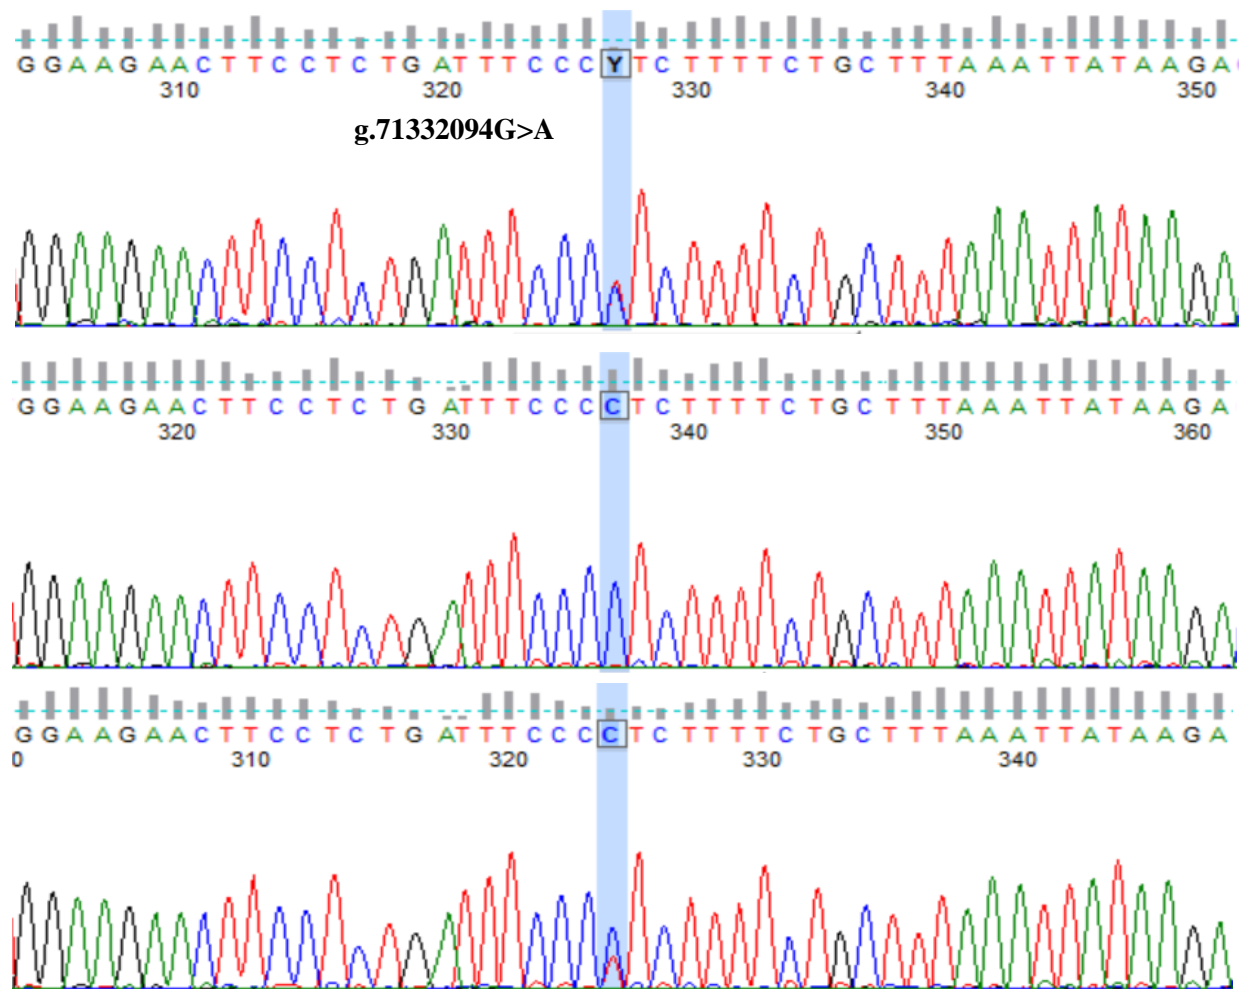 GGAAGAACTTCCTCTGATTTCCCYTCTTTTCTGCTTTAAATTATAAGA
310 320 330 340 350
g.71332094G>A
GGAAGAACTTCCTCTGATTTCCCCTCTTTTCTGCTTTAAATTATAAGA
320 330 340 350 360
GGAAGAACTTCCTCTGATTTCCCCTCTTTTCTGCTTTAAATTATAAGA
0 310 320 330 340